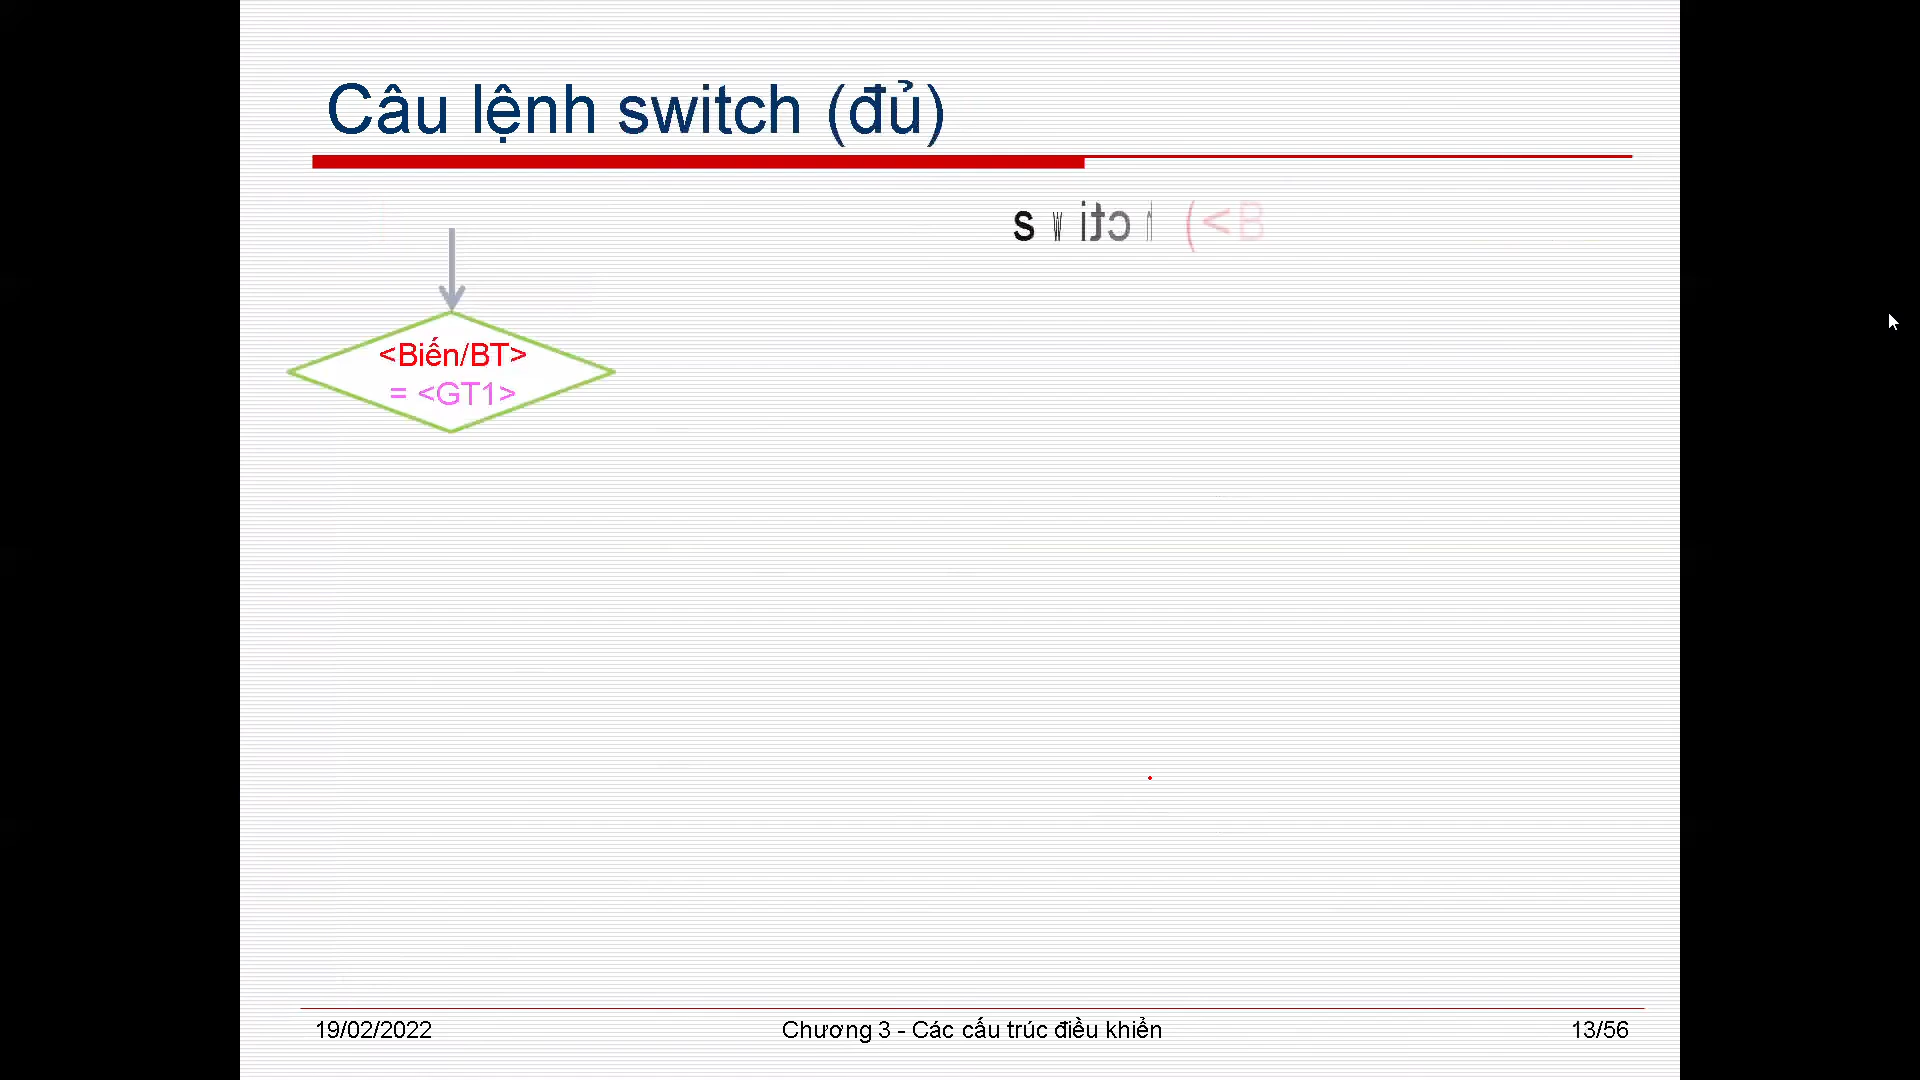 Câu lệnh switch (đủ)
switch (<B
<Biến/BT>
= <GT1>
19/02/2022
Chương 3 - Các cấu trúc điều khiển
13/56